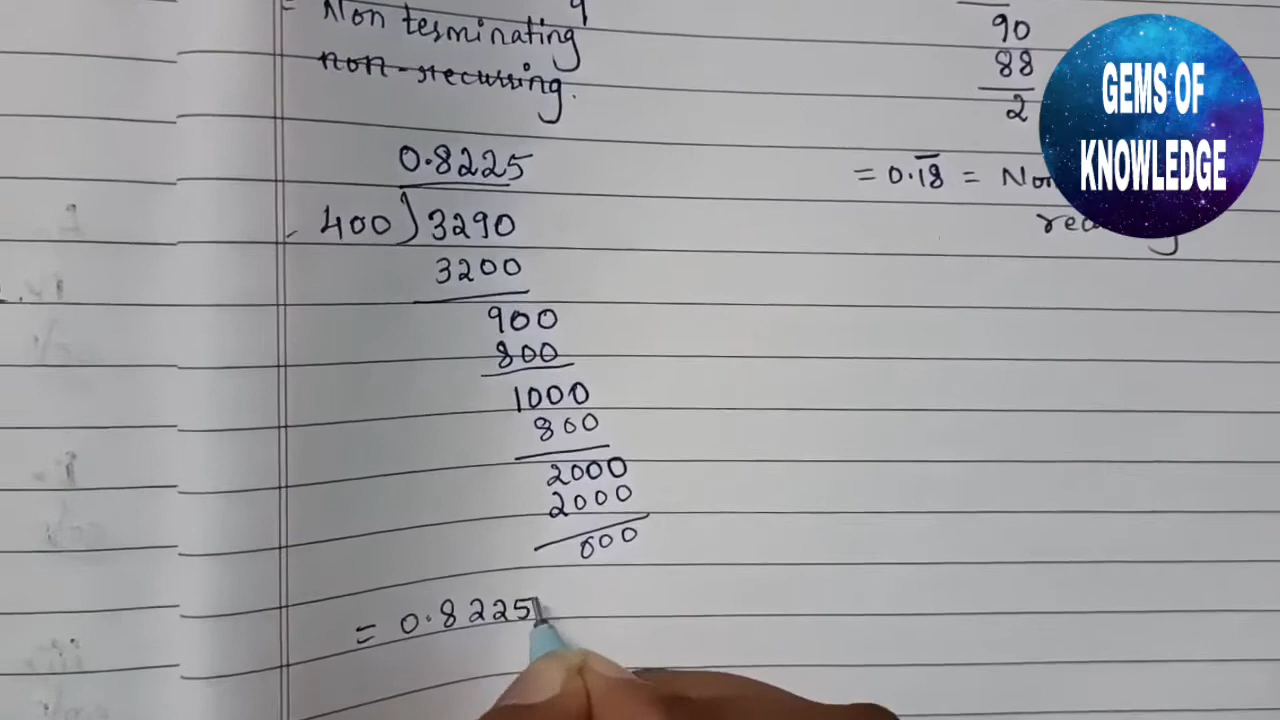 = Non terminating
non-recurring.
0.8225
400)3290
3200
900
800
1000
800
2000
2000
000
= 0.8225
90
88
2
= 0.18 =
GEMS OF
KNOWLEDGE